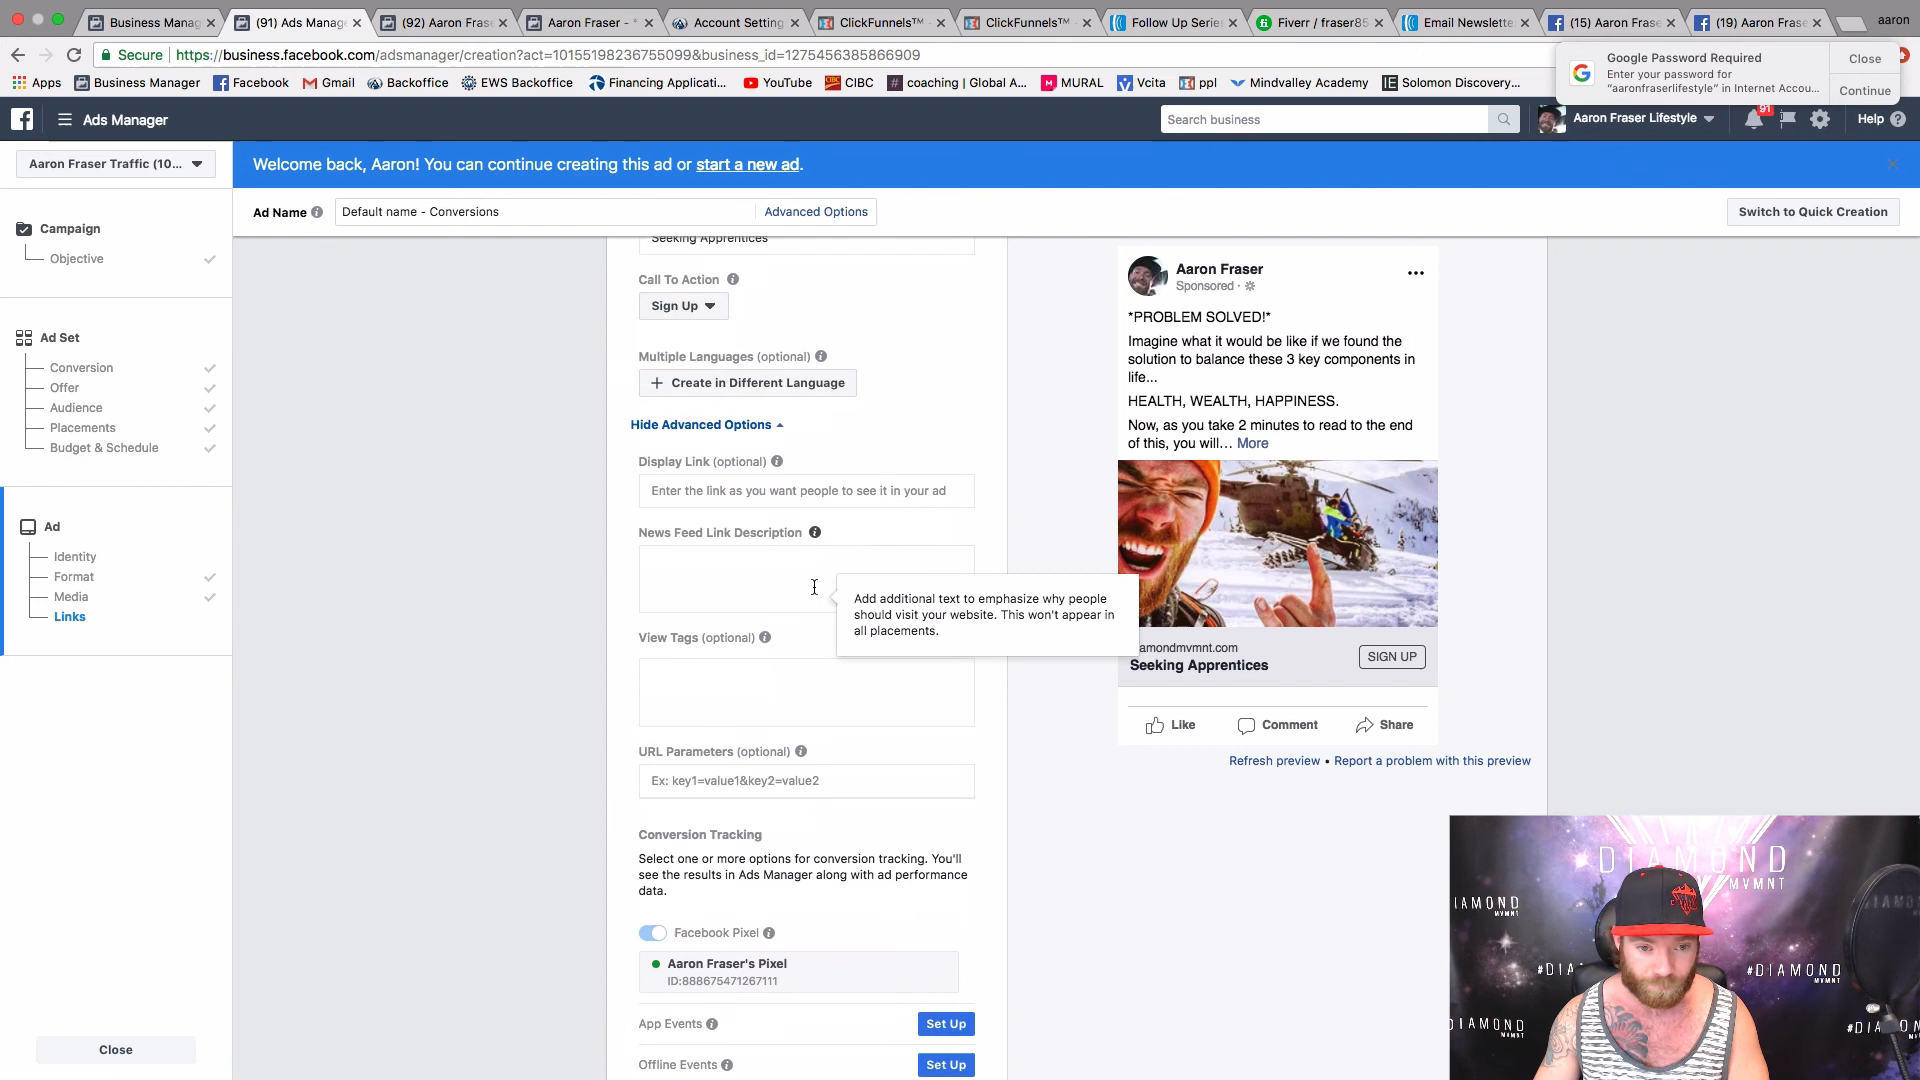 Business Manag
(91) Ads Manage
(92) Aaron Frase
Aaron Fraser - *
Account Setting
ClickFunnels™ -
ClickFunnels™ -
Follow Up Serie
Fiverr / fraser85
Email Newslette
(15) Aaron Frase
(19) Aaron Frase
aaron
Secure
https://business.facebook.com/adsmanager/creation?act=10155198236755099&business_id=1275456385866909
Apps
Business Manager
Facebook
Gmail
Backoffice
EWS Backoffice
Financing Applicati...
YouTube
CIBC
coaching | Global A...
MURAL
Vcita
ppl
Mindvalley Academy
Solomon Discovery...
Google Password Required
Enter your password for
"aaronfraserlifestyle" in Internet Accou...
Close
Continue
Ads Manager
Search business
Aaron Fraser Lifestyle
91
Help
Aaron Fraser Traffic (10...
Welcome back, Aaron! You can continue creating this ad or start a new ad.
Ad Name
Default name - Conversions
Advanced Options
Switch to Quick Creation
Campaign
Objective
Ad Set
Conversion
Offer
Audience
Placements
Budget & Schedule
Ad
Identity
Format
Media
Links
Close
Seeking Apprentices
Call To Action
Sign Up
Multiple Languages (optional)
Create in Different Language
Hide Advanced Options
Display Link (optional)
Enter the link as you want people to see it in your ad
News Feed Link Description
Add additional text to emphasize why people
should visit your website. This won't appear in
all placements.
View Tags (optional)
URL Parameters (optional)
Ex: key1=value1&key2=value2
Conversion Tracking
Select one or more options for conversion tracking. You'll
see the results in Ads Manager along with ad performance
data.
Facebook Pixel
Aaron Fraser's Pixel
ID:888675471267111
App Events
Set Up
Offline Events
Set Up
Aaron Fraser
Sponsored ·
*PROBLEM SOLVED!*
Imagine what it would be like if we found the
solution to balance these 3 key components in
life...
HEALTH, WEALTH, HAPPINESS.
Now, as you take 2 minutes to read to the end
of this, you will... More
amondmvmnt.com
Seeking Apprentices
SIGN UP
Like
Comment
Share
Refresh preview • Report a problem with this preview
DIAMOND
MVMNT
IAMOND
MVMNT
#DIA
#DIAMOND
MVMNT
IAMOND
#DIA